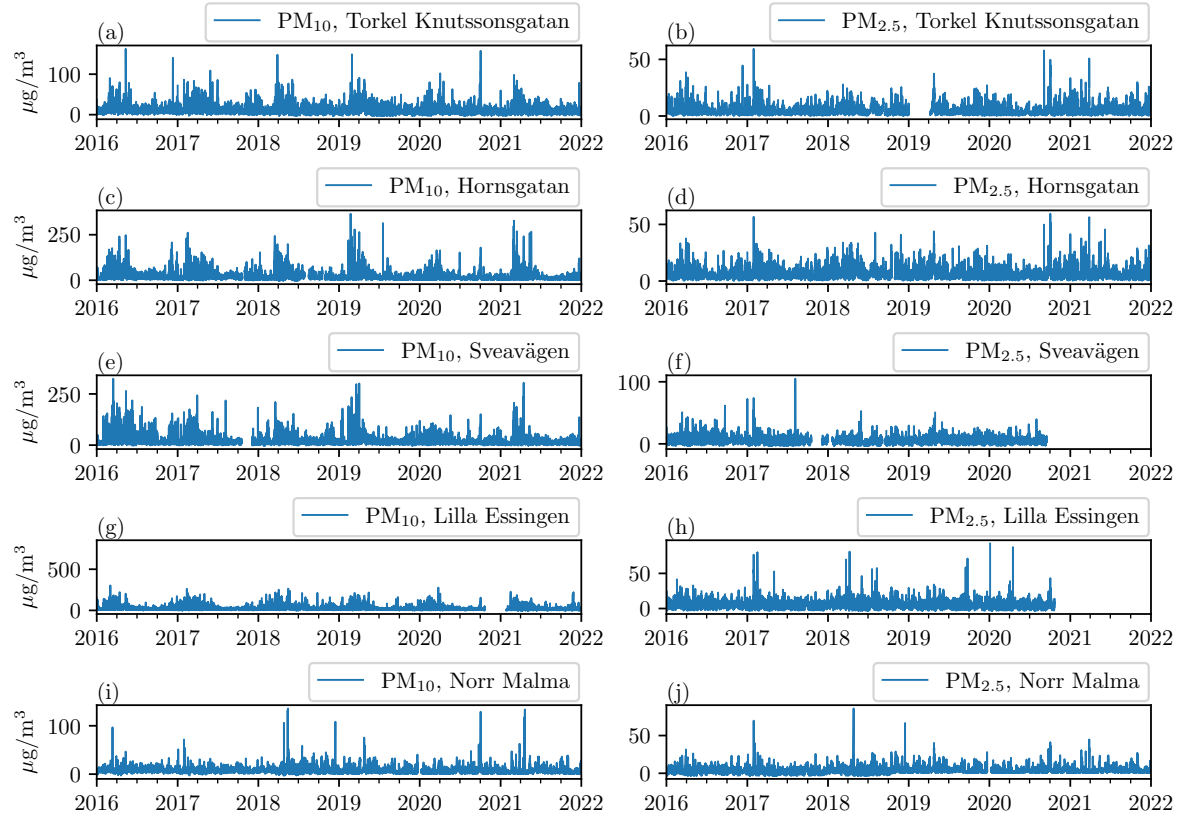 (a) PM₁₀, Torkel Knutssonsgatan
μg/m³
100
0
2016 2017 2018 2019 2020 2021 2022
(b) PM₂.₅, Torkel Knutssonsgatan
50
0
2016 2017 2018 2019 2020 2021 2022
(c) PM₁₀, Hornsgatan
μg/m³
250
0
2016 2017 2018 2019 2020 2021 2022
(d) PM₂.₅, Hornsgatan
50
0
2016 2017 2018 2019 2020 2021 2022
(e) PM₁₀, Sveavägen
μg/m³
250
0
2016 2017 2018 2019 2020 2021 2022
(f) PM₂.₅, Sveavägen
100
0
2016 2017 2018 2019 2020 2021 2022
(g) PM₁₀, Lilla Essingen
μg/m³
500
0
2016 2017 2018 2019 2020 2021 2022
(h) PM₂.₅, Lilla Essingen
50
0
2016 2017 2018 2019 2020 2021 2022
(i) PM₁₀, Norr Malma
μg/m³
100
0
2016 2017 2018 2019 2020 2021 2022
(j) PM₂.₅, Norr Malma
50
0
2016 2017 2018 2019 2020 2021 2022